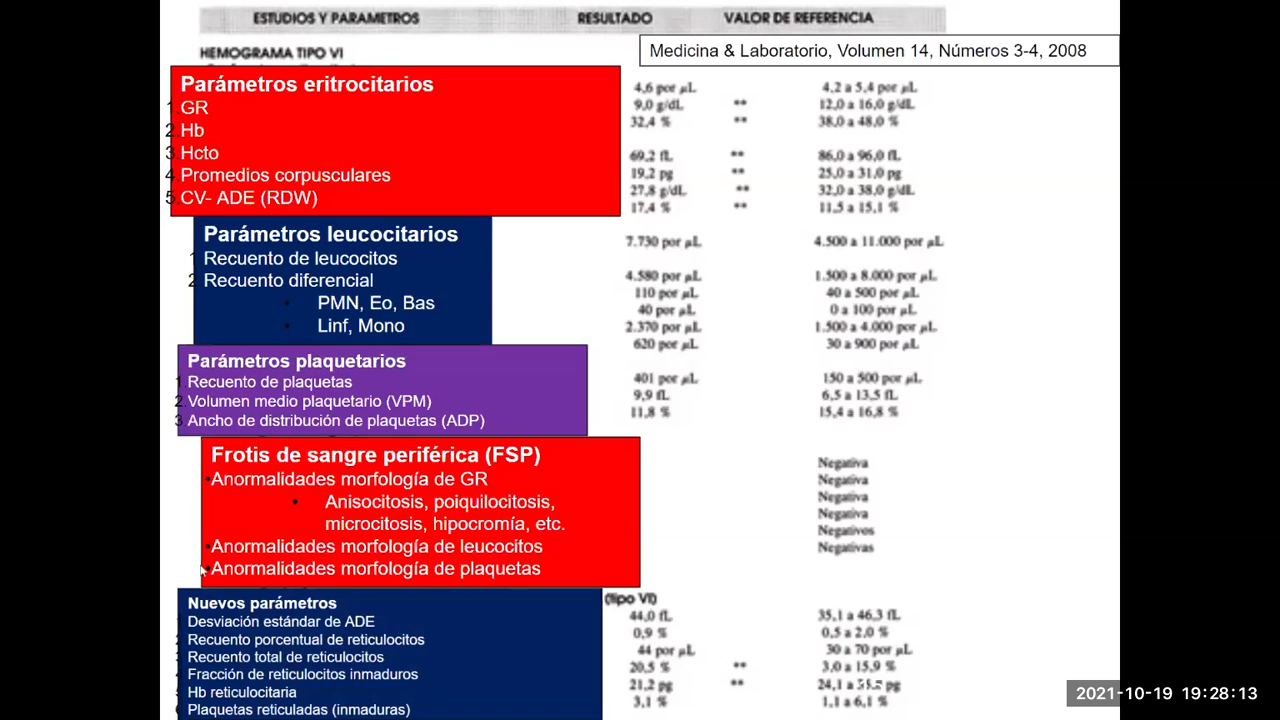 ESTUDIOS Y PARAMETROS RESULTADO VALOR DE REFERENCIA
HEMOGRAMA TIPO VI
Medicina & Laboratorio, Volumen 14, Números 3-4, 2008
Parámetros eritrocitarios
1. GR 4,6 por µL 4,2 a 5,4 por µL
2. Hb 9,0 g/dL ** 12,0 a 16,0 g/dL
3. Hcto 32,4 % ** 38,0 a 48,0 %
4. Promedios corpusculares 69,2 fL ** 86,0 a 96,0 fL
19,2 pg ** 25,0 a 31,0 pg
5. CV- ADE (RDW) 27,8 g/dL ** 32,0 a 38,0 g/dL
17,4 % ** 11,5 a 15,1 %
Parámetros leucocitarios 7.730 por µL 4.500 a 11.000 por µL
1 Recuento de leucocitos
2 Recuento diferencial 4.580 por µL 1.500 a 8.000 por µL
110 por µL 40 a 500 por µL
• PMN, Eo, Bas 40 por µL 0 a 100 por µL
• Linf, Mono 2.370 por µL 1.500 a 4.000 por µL
620 por µL 30 a 900 por µL
Parámetros plaquetarios
1 Recuento de plaquetas 401 por µL 150 a 500 por µL
2. Volumen medio plaquetario (VPM) 9,9 fL 6,5 a 13,5 fL
3 Ancho de distribución de plaquetas (ADP) 11,8 % 15,4 a 16,8 %
Frotis de sangre periférica (FSP) Negativa
•Anormalidades morfología de GR Negativa
• Anisocitosis, poiquilocitosis, Negativa
microcitosis, hipocromía, etc. Negativa
Negativos
•Anormalidades morfología de leucocitos Negativas
•Anormalidades morfología de plaquetas
Nuevos parámetros (tipo VI)
Desviación estándar de ADE 44,0 fL 35,1 a 46,3 fL
Recuento porcentual de reticulocitos 0,9 % 0,5 a 2,0 %
Recuento total de reticulocitos 44 por µL 30 a 70 por µL
Fracción de reticulocitos inmaduros 20,5 % ** 3,0 a 15,9 %
Hb reticulocitaria 21,2 pg ** 24,1 a pg
Plaquetas reticuladas (inmaduras) 3,1 % 1,1 a 6,1 %
2021-10-19 19:28:13